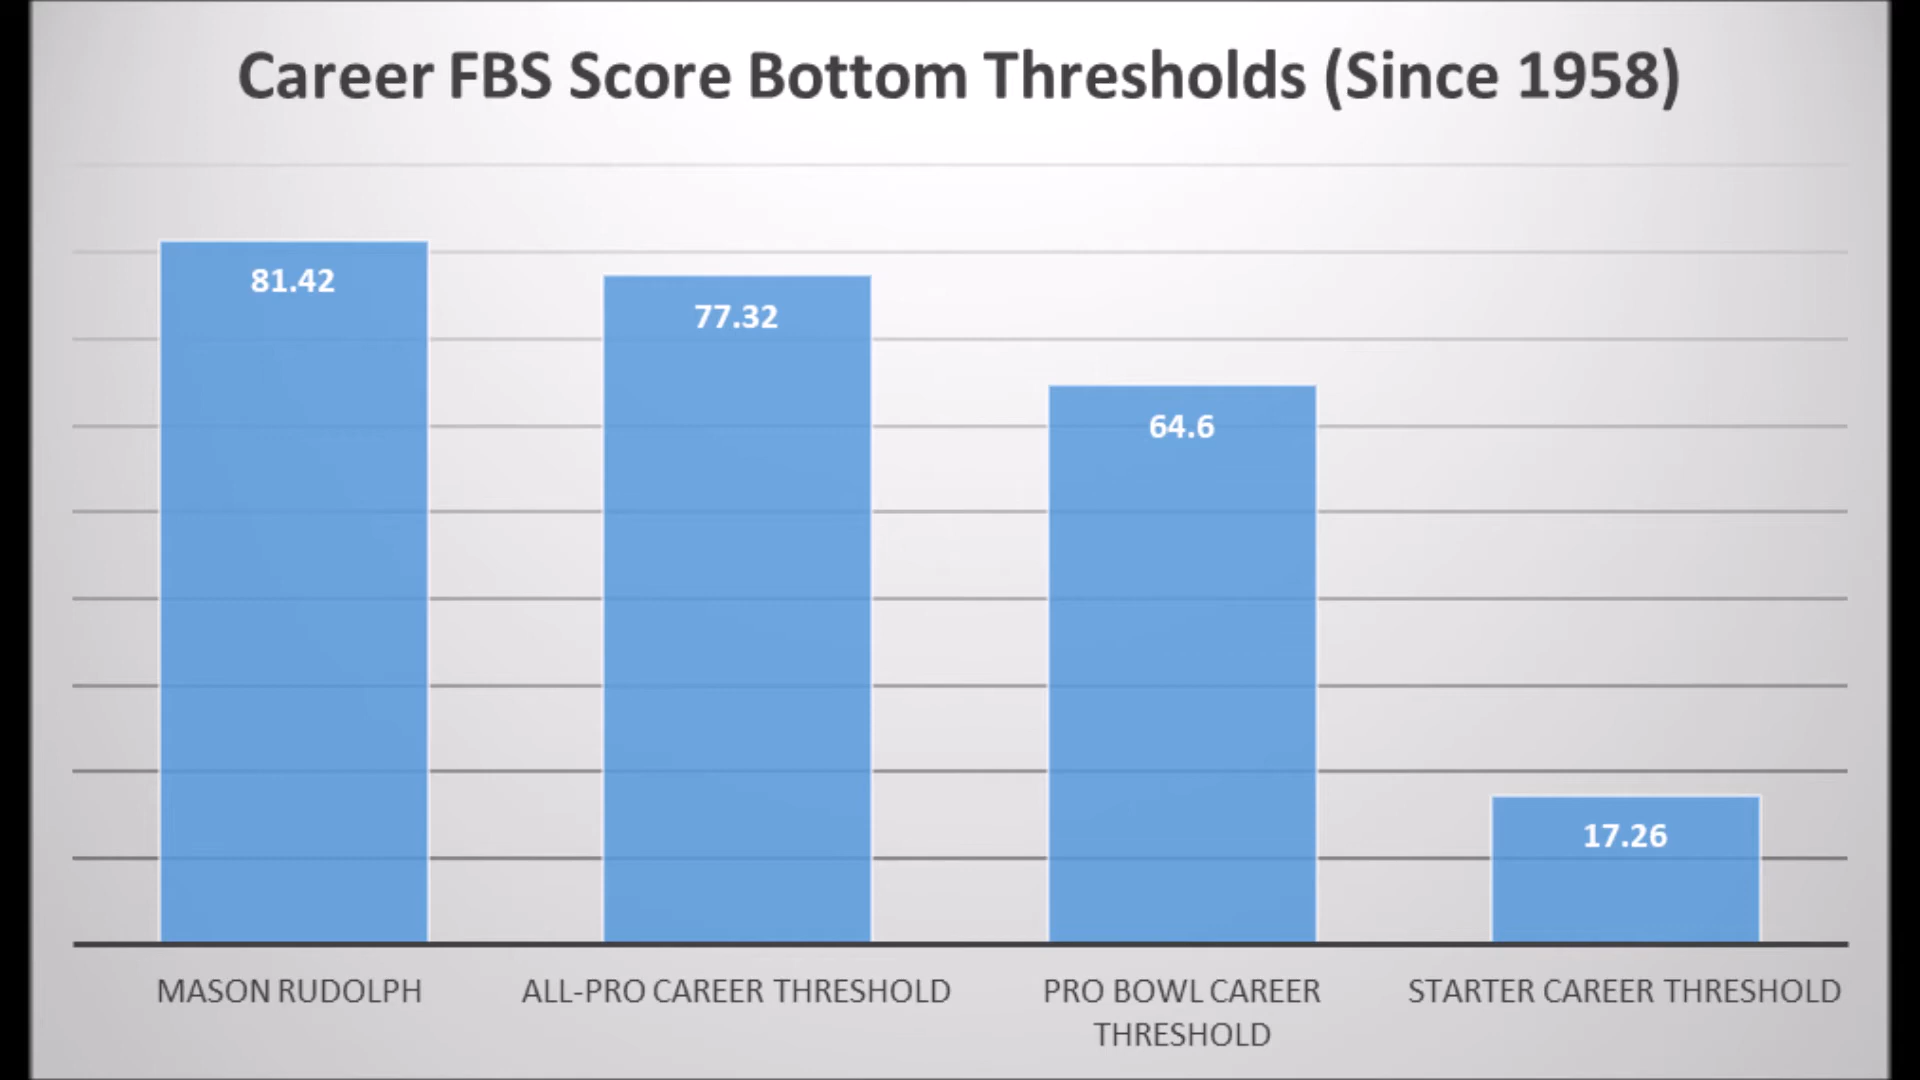 Career FBS Score Bottom Thresholds (Since 1958)
81.42
77.32
64.6
17.26
MASON RUDOLPH
ALL-PRO CAREER THRESHOLD
PRO BOWL CAREER
THRESHOLD
STARTER CAREER THRESHOLD